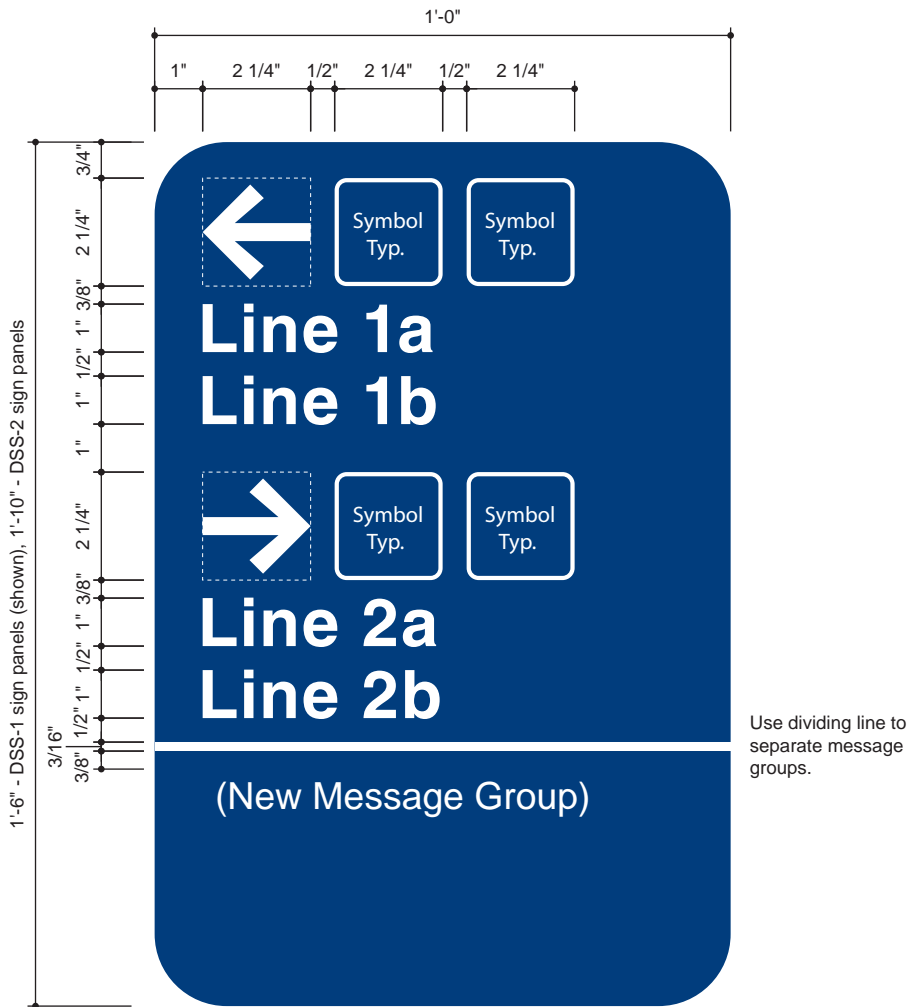 1'-0"
1" 2 1/4" 1/2" 2 1/4" 1/2" 2 1/4"
3/4"
2 1/4"
3/8"
1"
1/2"
1"
1"
2 1/4"
3/8"
1"
1/2"
1"
1/2"
3/16"
3/8"
1'-6" - DSS-1 sign panels (shown), 1'-10" - DSS-2 sign panels
Symbol
Typ.
Symbol
Typ.
Line 1a
Line 1b
Symbol
Typ.
Symbol
Typ.
Line 2a
Line 2b
(New Message Group)
Use dividing line to
separate message
groups.